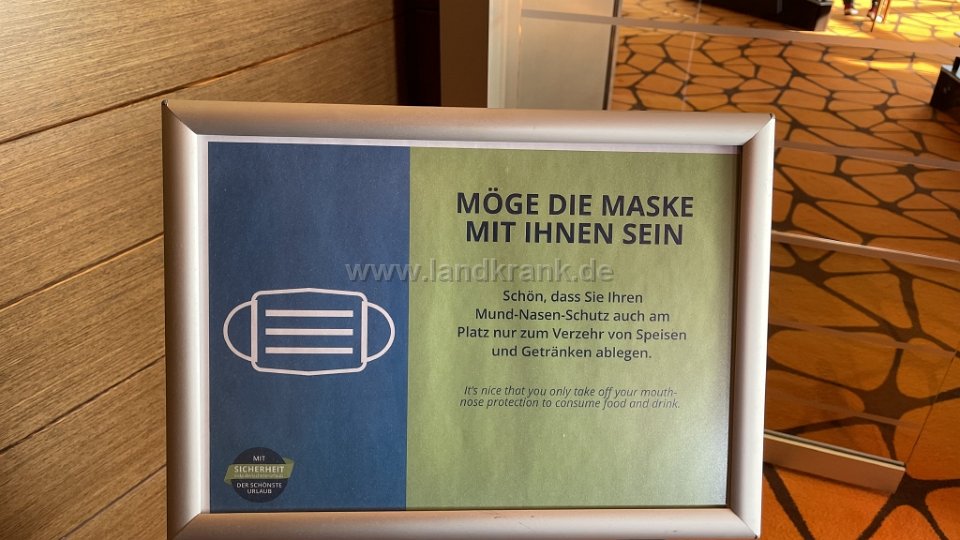 MÖGE DIE MASKE
MIT IHNEN SEIN
www.landkrank.de
Schön, dass Sie Ihren
Mund-Nasen-Schutz auch am
Platz nur zum Verzehr von Speisen
und Getränken ablegen.
It's nice that you only take off your mouth-
nose protection to consume food and drink.
MIT
SICHERHEIT
DER SCHÖNSTE
URLAUB